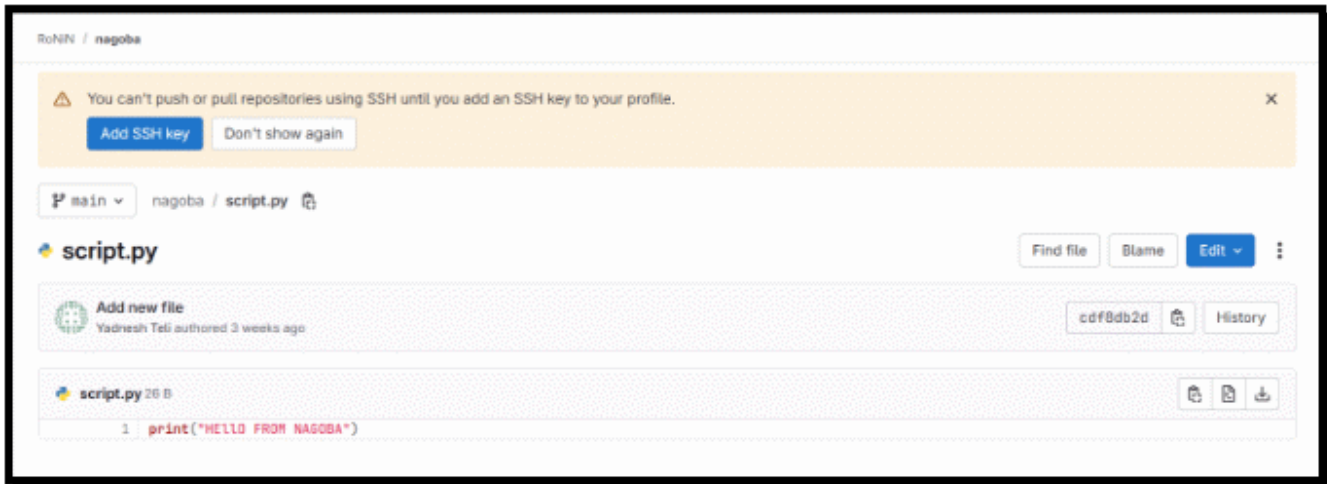 RoNiN / nagoba
You can't push or pull repositories using SSH until you add an SSH key to your profile.
Add SSH key Don't show again
main nagoba / script.py
script.py
Find file Blame Edit
Add new file
Yadnesh Teli authored 3 weeks ago
cdf8db2d History
script.py 26 B
1 print("HELLO FROM NAGOBA")